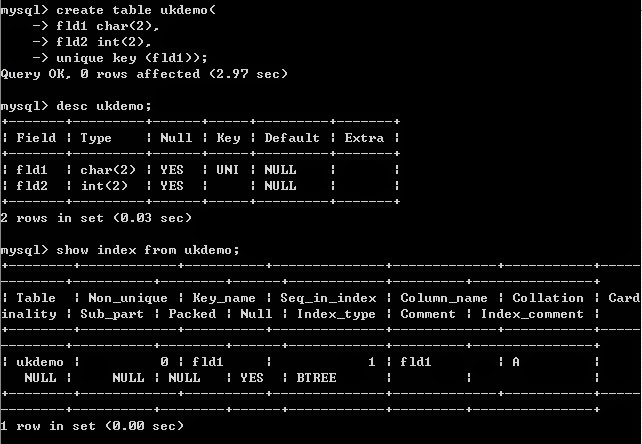 mysql> create table ukdemo(
-> fld1 char(2),
-> fld2 int(2),
-> unique key (fld1));
Query OK, 0 rows affected (2.97 sec)
mysql> desc ukdemo;
+-------+---------+------+-----+---------+-------+
| Field | Type | Null | Key | Default | Extra |
+-------+---------+------+-----+---------+-------+
| fld1 | char(2) | YES | UNI | NULL | |
| fld2 | int(2) | YES | | NULL | |
+-------+---------+------+-----+---------+-------+
2 rows in set (0.03 sec)
mysql> show index from ukdemo;
| Table | Non_unique | Key_name | Seq_in_index | Column_name | Collation | Card
inality | Sub_part | Packed | Null | Index_type | Comment | Index_comment |
| ukdemo | 0 | fld1 | 1 | fld1 | A |
NULL | NULL | NULL | YES | BTREE | | |
1 row in set (0.00 sec)